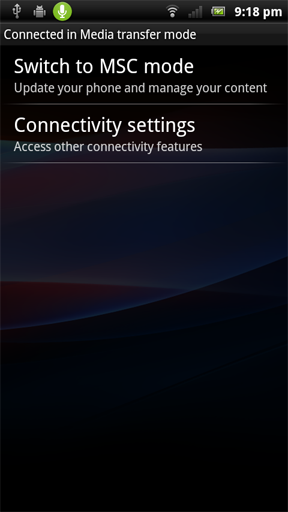 9:18 pm
Connected in Media transfer mode
Switch to MSC mode
Update your phone and manage your content
Connectivity settings
Access other connectivity features